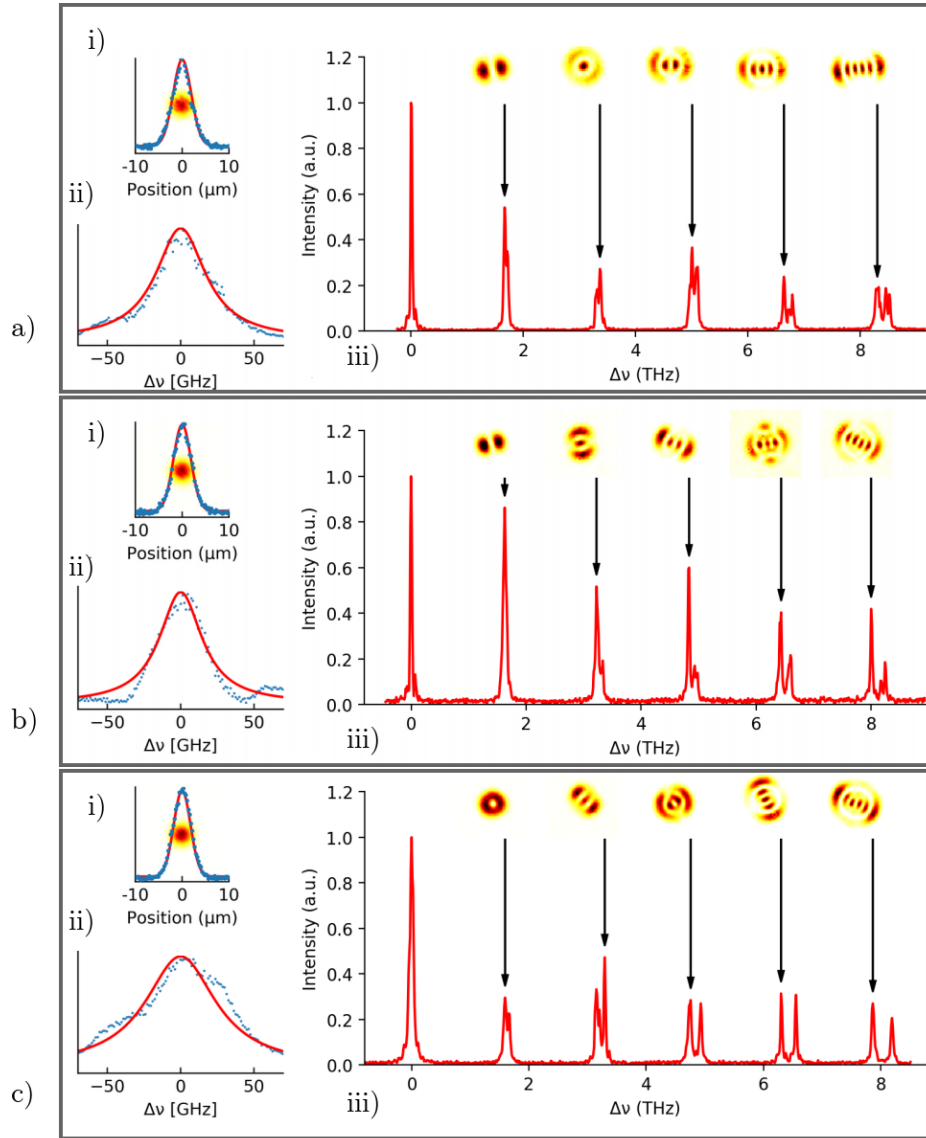 a)
i)
-10 0 10
Position (μm)
ii)
−50 0 50
Δν [GHz]
iii)
1.2
1.0
0.8
0.6
0.4
0.2
0.0
Intensity (a.u.)
0 2 4 6 8
Δν (THz)
b)
i)
-10 0 10
Position (μm)
ii)
−50 0 50
Δν [GHz]
iii)
1.2
1.0
0.8
0.6
0.4
0.2
0.0
Intensity (a.u.)
0 2 4 6 8
Δν (THz)
c)
i)
-10 0 10
Position (μm)
ii)
−50 0 50
Δν [GHz]
iii)
1.2
1.0
0.8
0.6
0.4
0.2
0.0
Intensity (a.u.)
0 2 4 6 8
Δν (THz)